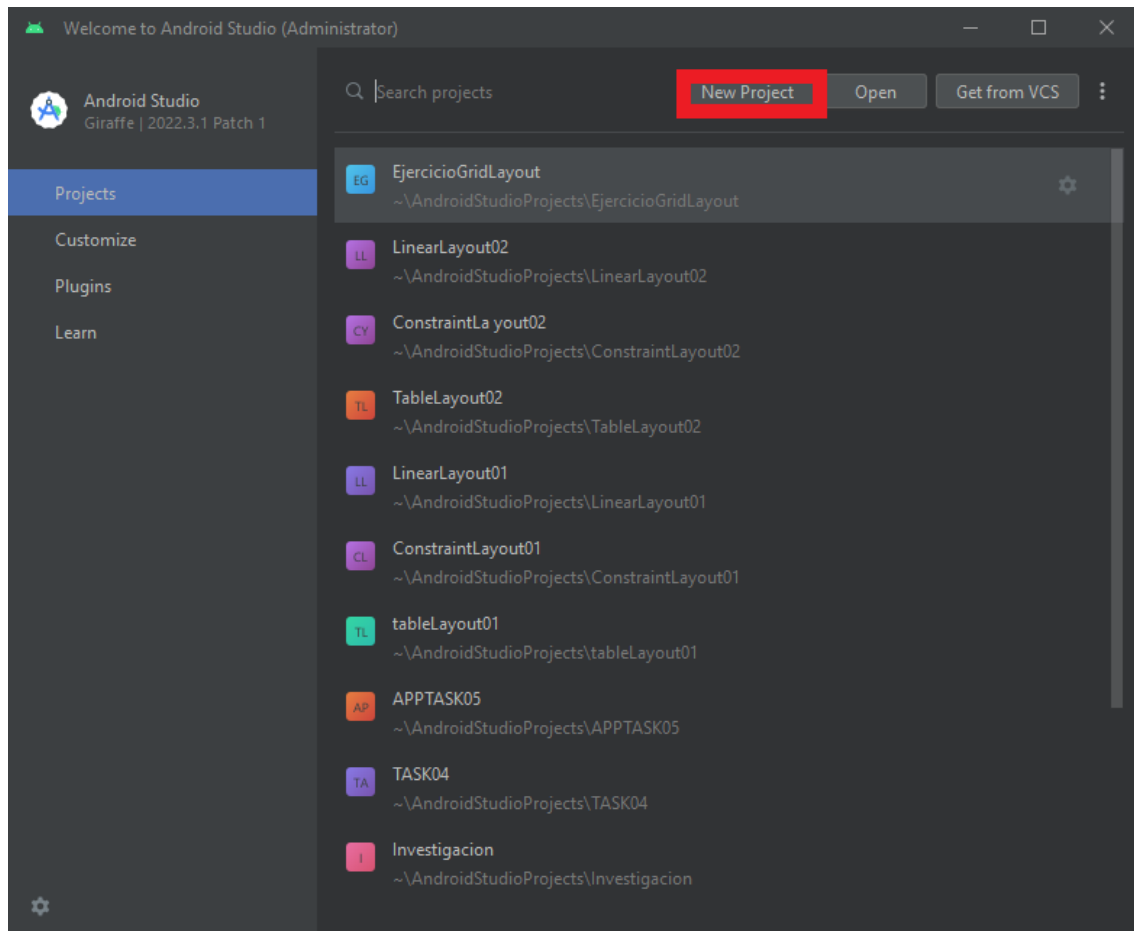 Welcome to Android Studio (Administrator)
Android Studio
Giraffe | 2022.3.1 Patch 1
Projects
Customize
Plugins
Learn
Search projects
New Project
Open
Get from VCS
EG
EjercicioGridLayout
~\AndroidStudioProjects\EjercicioGridLayout
LL
LinearLayout02
~\AndroidStudioProjects\LinearLayout02
CY
ConstraintLa yout02
~\AndroidStudioProjects\ConstraintLayout02
TL
TableLayout02
~\AndroidStudioProjects\TableLayout02
LL
LinearLayout01
~\AndroidStudioProjects\LinearLayout01
CL
ConstraintLayout01
~\AndroidStudioProjects\ConstraintLayout01
TL
tableLayout01
~\AndroidStudioProjects\tableLayout01
AP
APPTASK05
~\AndroidStudioProjects\APPTASK05
TA
TASK04
~\AndroidStudioProjects\TASK04
I
Investigacion
~\AndroidStudioProjects\Investigacion